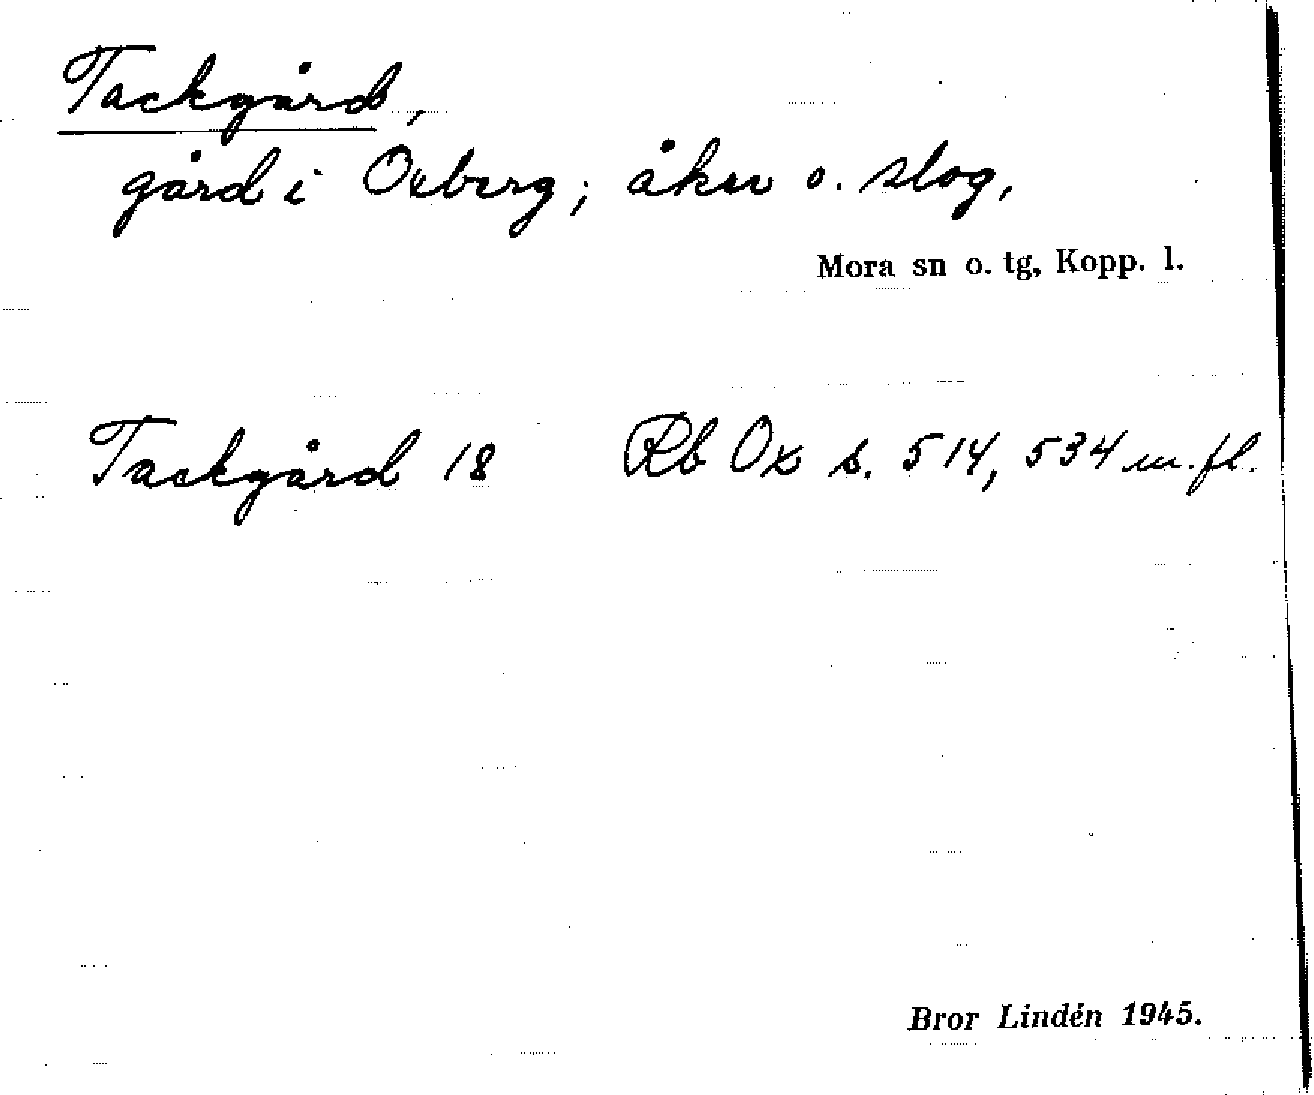 Tackgård,
gård i Oxberg; åker o. slog,
Mora sn o. tg, Kopp. l.
Tackgård 18 Rb Ox s. 514, 534 m. fl.
Bror Lindén 1945.